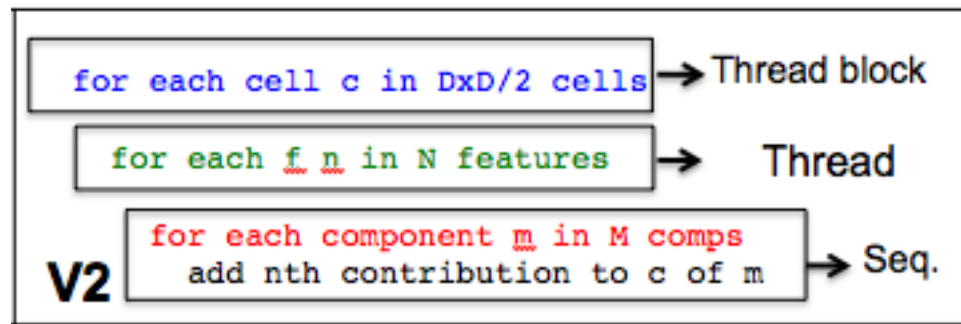 for each cell c in DxD/2 cells Thread block
for each f n in N features Thread
for each component m in M comps
add nth contribution to c of m Seq.
V2